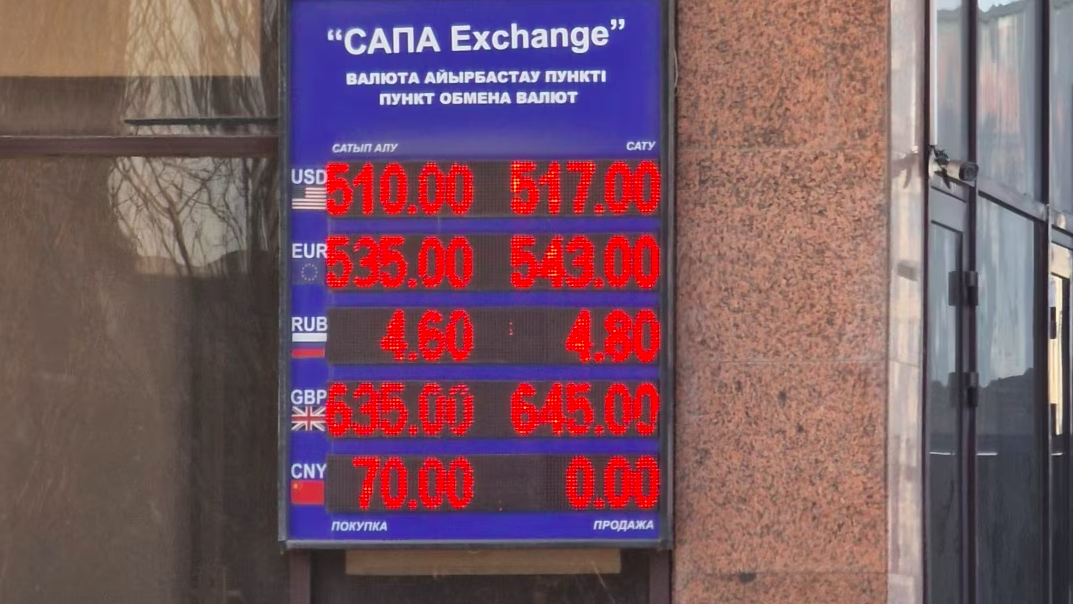 “САПА Exchange”
ВАЛЮТА АЙЫРБАСТАУ ПУНКТІ
ПУНКТ ОБМЕНА ВАЛЮТ
САТЫП АЛУ САТУ
USD 510.00 517.00
EUR 535.00 543.00
RUB 4.60 4.80
GBP 635.00 645.00
CNY 70.00 0.00
ПОКУПКА ПРОДАЖА